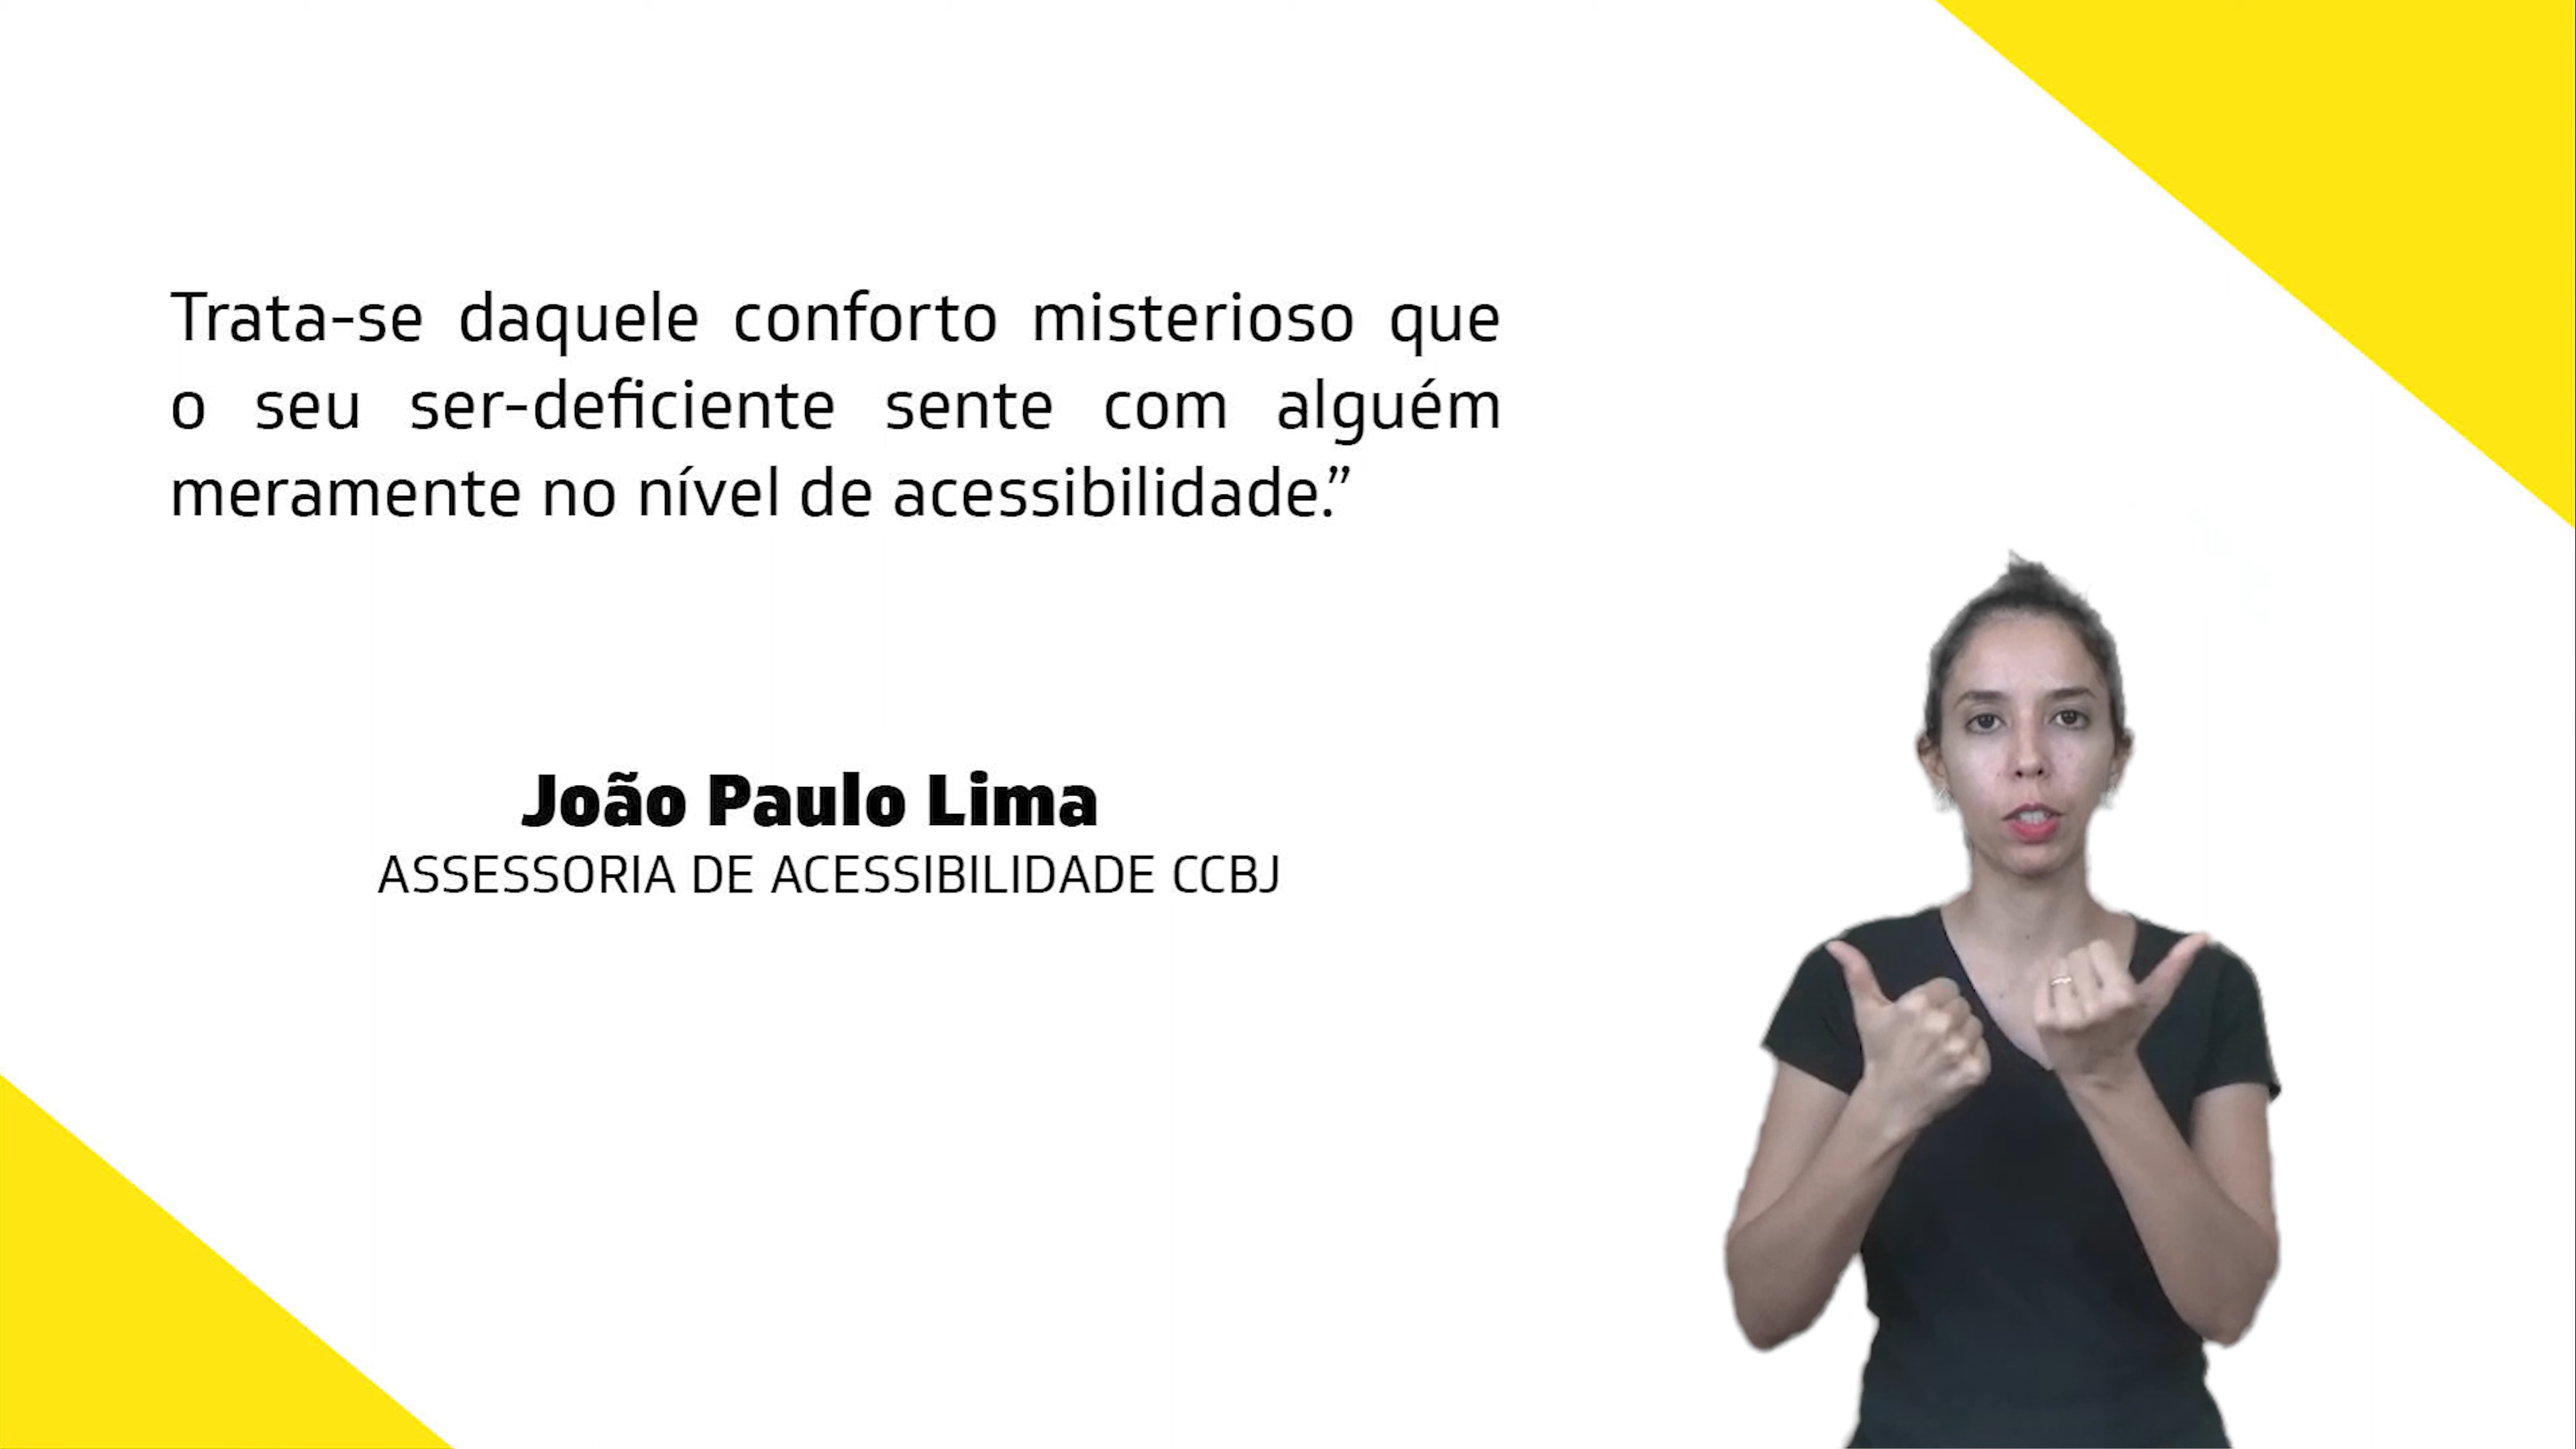 Trata-se daquele conforto misterioso que
o seu ser-deficiente sente com alguém
meramente no nível de acessibilidade.”
João Paulo Lima
ASSESSORIA DE ACESSIBILIDADE CCBJ